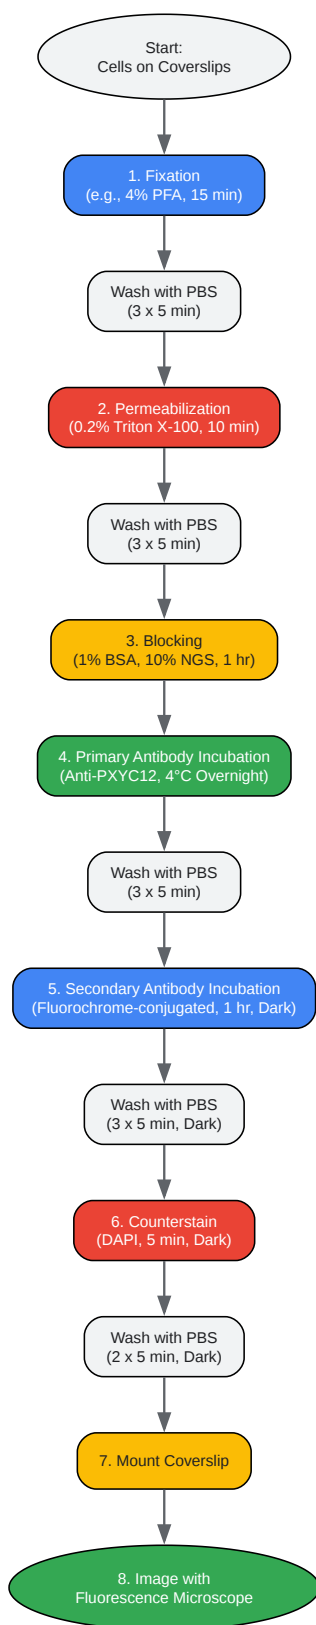 Start:
Cells on Coverslips
1. Fixation
(e.g., 4% PFA, 15 min)
Wash with PBS
(3 x 5 min)
2. Permeabilization
(0.2% Triton X-100, 10 min)
Wash with PBS
(3 x 5 min)
3. Blocking
(1% BSA, 10% NGS, 1 hr)
4. Primary Antibody Incubation
(Anti-PXYC12, 4°C Overnight)
Wash with PBS
(3 x 5 min)
5. Secondary Antibody Incubation
(Fluorochrome-conjugated, 1 hr, Dark)
Wash with PBS
(3 x 5 min, Dark)
6. Counterstain
(DAPI, 5 min, Dark)
Wash with PBS
(2 x 5 min, Dark)
7. Mount Coverslip
8. Image with
Fluorescence Microscope